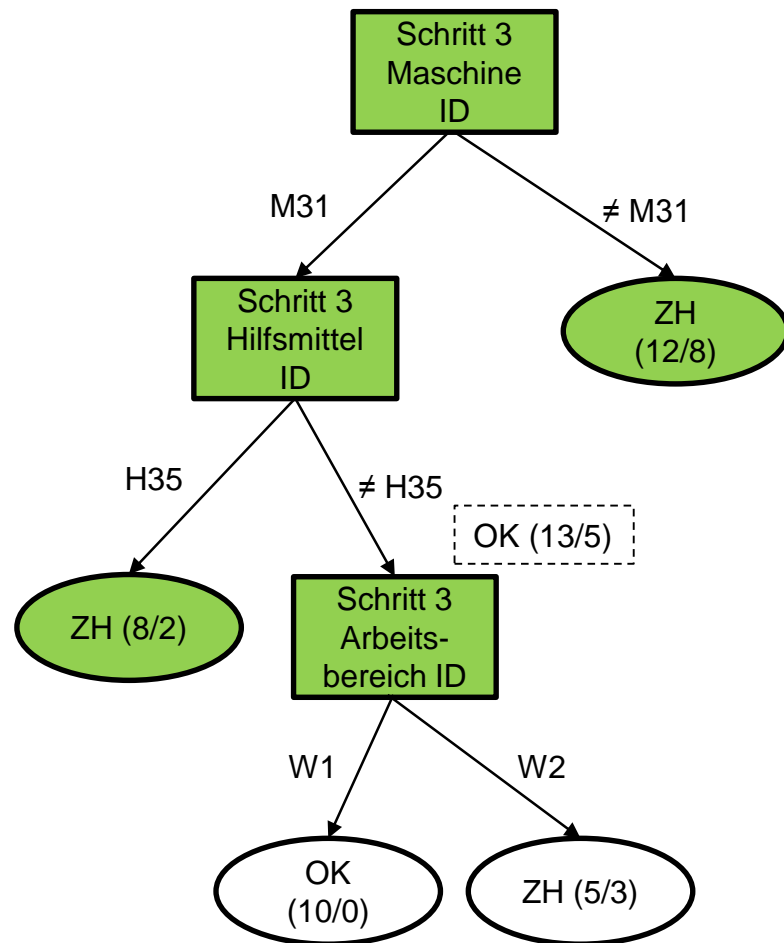 Schritt 3
Maschine
ID
M31
≠ M31
Schritt 3
Hilfsmittel
ID
ZH
(12/8)
H35
≠ H35
OK (13/5)
ZH (8/2)
Schritt 3
Arbeits-
bereich ID
W1
W2
OK
(10/0)
ZH (5/3)